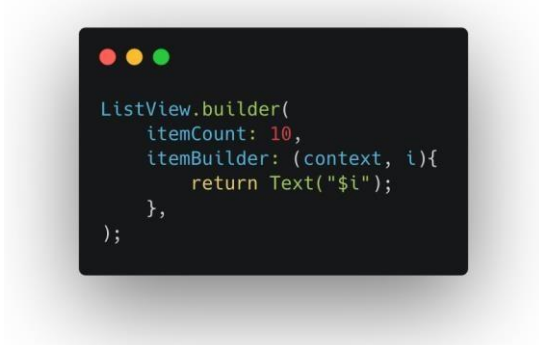 ListView.builder(
    itemCount: 10,
    itemBuilder: (context, i){
        return Text("$i");
    },
);